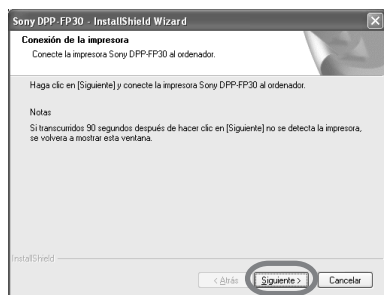 Sony DPP-FP30 - InstallShield Wizard
Conexión de la impresora
Conecte la impresora Sony DPP-FP30 al ordenador.
Haga clic en [Siguiente] y conecte la impresora Sony DPP-FP30 al ordenador.
Notas
Si transcurridos 90 segundos después de hacer clic en [Siguiente] no se detecta la impresora,
se volvera a mostrar esta ventana.
InstallShield
< Atrás Siguiente > Cancelar